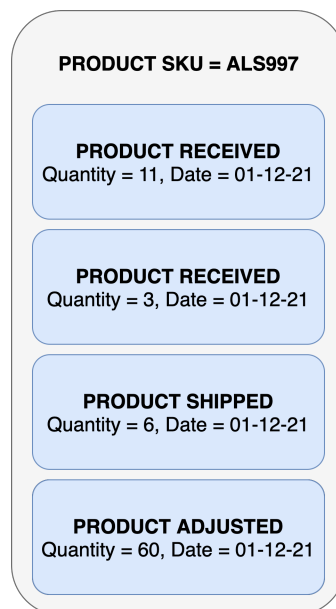 PRODUCT SKU = ALS997
PRODUCT RECEIVED
Quantity = 11, Date = 01-12-21
PRODUCT RECEIVED
Quantity = 3, Date = 01-12-21
PRODUCT SHIPPED
Quantity = 6, Date = 01-12-21
PRODUCT ADJUSTED
Quantity = 60, Date = 01-12-21